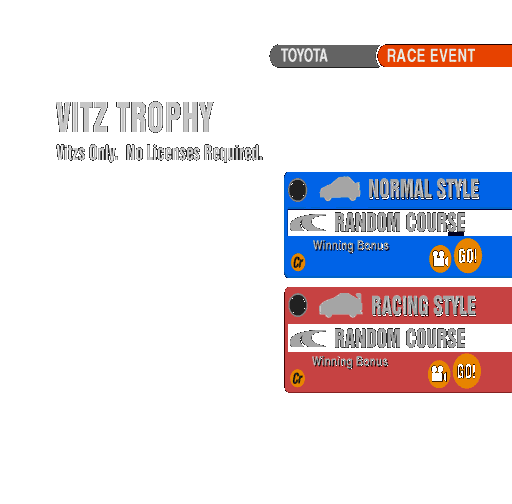 TOYOTA RACE EVENT
VITZ TROPHY
Vitzs Only. No Licenses Required.
NORMAL STYLE
RANDOM COURSE
Winning Bonus
Cr GO!
RACING STYLE
RANDOM COURSE
Winning Bonus
Cr GO!